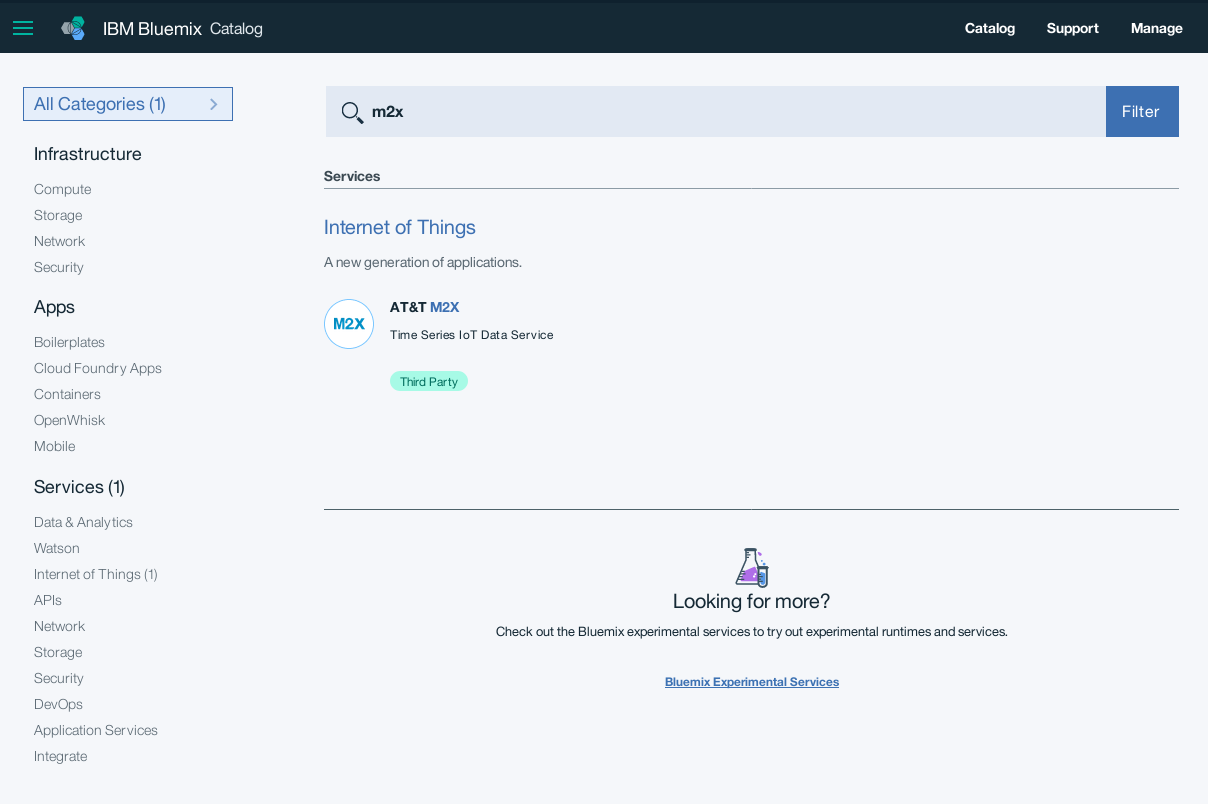 IBM Bluemix Catalog
Catalog Support Manage
All Categories (1)
Infrastructure
Compute
Storage
Network
Security
Apps
Boilerplates
Cloud Foundry Apps
Containers
OpenWhisk
Mobile
Services (1)
Data & Analytics
Watson
Internet of Things (1)
APIs
Network
Storage
Security
DevOps
Application Services
Integrate
m2x
Filter
Services
Internet of Things
A new generation of applications.
M2X
AT&T M2X
Time Series IoT Data Service
Third Party
Looking for more?
Check out the Bluemix experimental services to try out experimental runtimes and services.
Bluemix Experimental Services